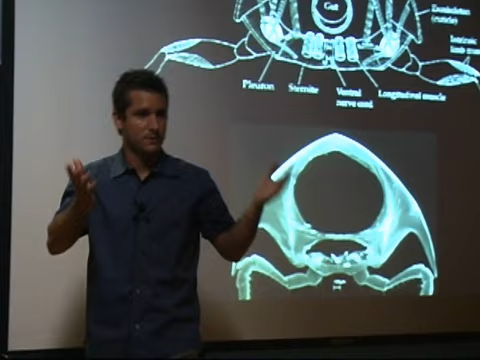 Gut
Exoskeleton
(cuticle)
Intrinsic
limb
Pleuron
Sternite
Ventral
nerve cord
Longitudinal muscle